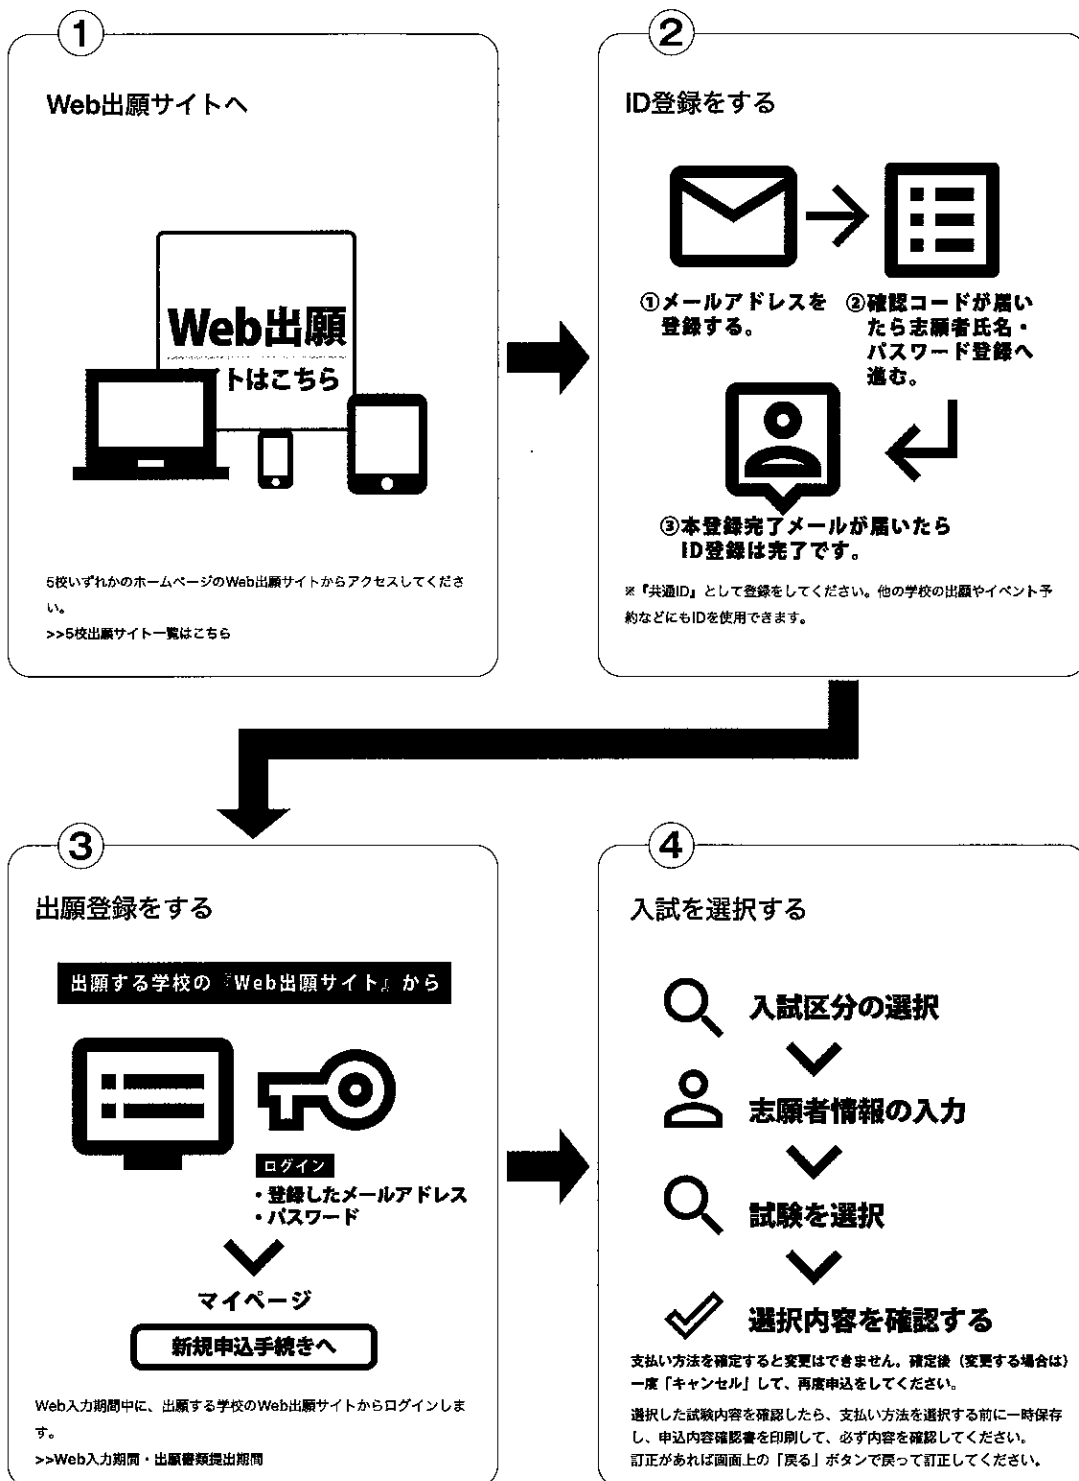 ①
Web出願サイトへ
Web出願
サイトはこちら
5校いずれかのホームページのWeb出願サイトからアクセスしてくださ
い。
>>5校出願サイト一覧はこちら
②
ID登録をする
①メールアドレスを
登録する。
②確認コードが届い
たら志願者氏名・
パスワード登録へ
進む。
③本登録完了メールが届いたら
ID登録は完了です。
※『共通ID』として登録をしてください。他の学校の出願やイベント予
約などにもIDを使用できます。
③
出願登録をする
出願する学校の『Web出願サイト』から
ログイン
・登録したメールアドレス
・パスワード
マイページ
新規申込手続きへ
Web入力期間中に、出願する学校のWeb出願サイトからログインしま
す。
>>Web入力期間・出願書類提出期間
④
入試を選択する
入試区分の選択
志願者情報の入力
試験を選択
選択内容を確認する
支払い方法を確定すると変更はできません。確定後（変更する場合は）
一度「キャンセル」して、再度申込をしてください。
選択した試験内容を確認したら、支払い方法を選択する前に一時保存
し、申込内容確認書を印刷して、必ず内容を確認してください。
訂正があれば画面上の「戻る」ボタンで戻って訂正してください。